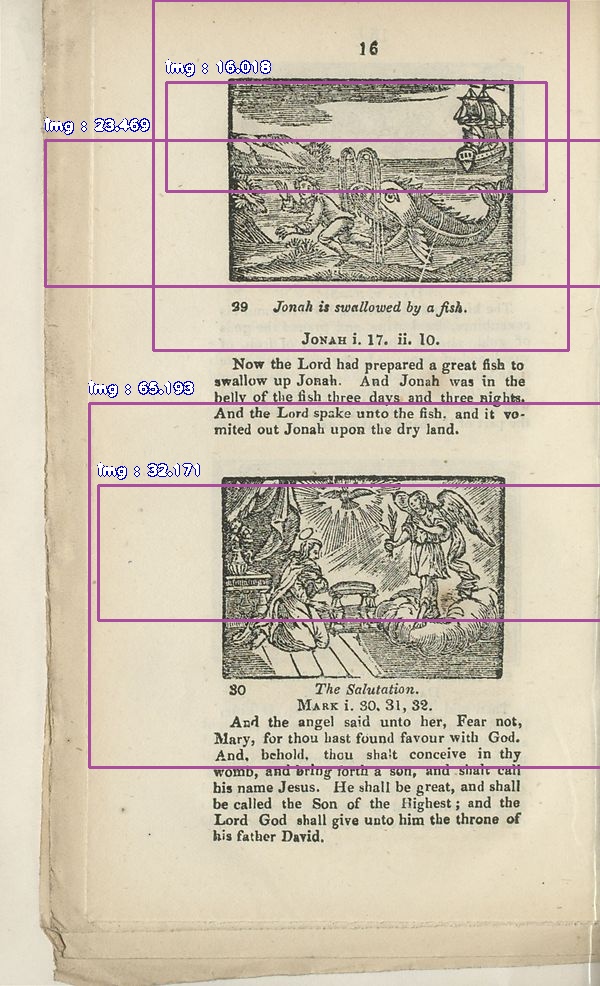 16
img : 16.018
img : 23.469
29 Jonah is swallowed by a fish.
JONAH i. 17. ii. 10.
Now the Lord had prepared a great fish to
swallow up Jonah. And Jonah was in the
belly of the fish three days and three nights.
And the Lord spake unto the fish, and it vo-
mited out Jonah upon the dry land.
img : 65.193
img : 32.171
30 The Salutation.
MARK i. 30, 31, 32.
And the angel said unto her, Fear not,
Mary, for thou hast found favour with God.
And, behold, thou shalt conceive in thy
womb, and bring forth a son, and shalt call
his name Jesus. He shall be great, and shall
be called the Son of the Highest; and the
Lord God shall give unto him the throne of
his father David.